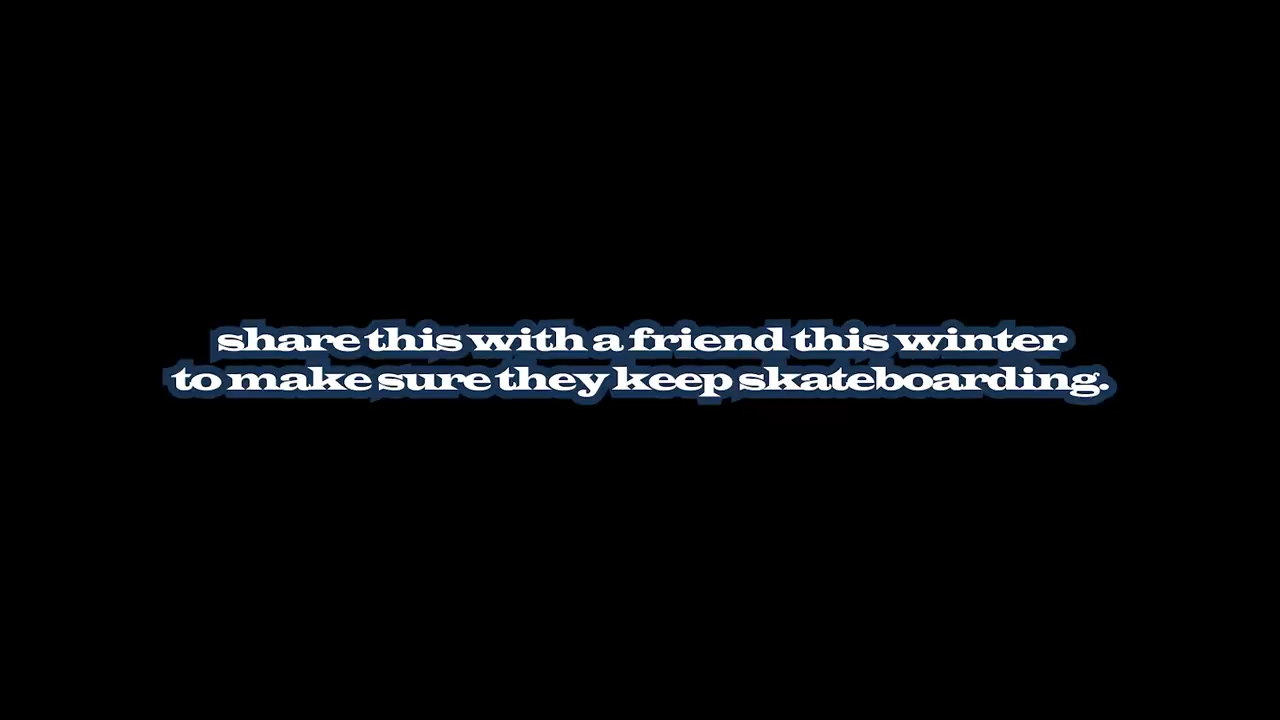 share this with a friend this winter
to make sure they keep skateboarding.